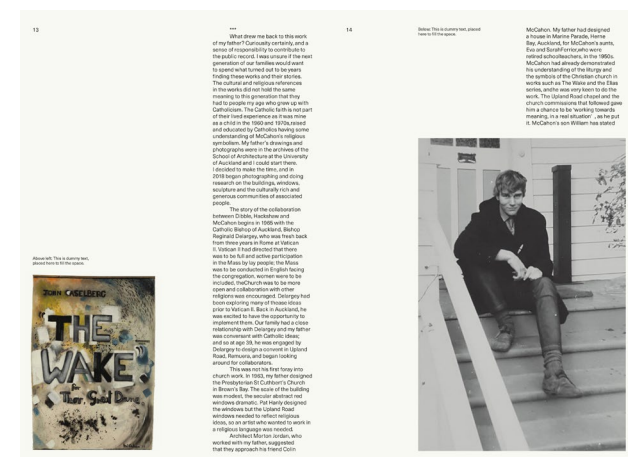 13
Above left: This is dummy text,
placed here to fill the space.
JOHN CASELBERG
"THE
WAKE"
for
Thor, Great Dane
***
What drew me back to this work
of my father? Curiousity certainly, and a
sense of responsibility to contribute to
the public record. I was unsure if the next
generation of our families would want
to spend what turned out to be years
finding these works and their stories.
The cultural and religious references
in the works did not hold the same
meaning to this generation that they
had to people my age who grew up with
Catholicism. The Catholic faith is not part
of their lived experience as it was mine
as a child in the 1960 and 1970s,raised
and educated by Catholics having some
understanding of McCahon's religious
symbolism. My father's drawings and
photographs were in the archives of the
School of Architecture at the University
of Auckland and I could start there.
I decided to make the time, and in
2018 began photographing and doing
research on the buildings, windows,
sculpture and the culturally rich and
generous communities of associated
people.
The story of the collaboration
between Dibble, Hackshaw and
McCahon begins in 1965 with the
Catholic Bishop of Auckland, Bishop
Reginald Delargey, who was fresh back
from three years in Rome at Vatican
II. Vatican II had directed that there
was to be full and active participation
in the Mass by lay people; the Mass
was to be conducted in English facing
the congregation, women were to be
included, theChurch was to be more
open and collaboration with other
religions was encouraged. Delargey had
been exploring many of those ideas
prior to Vatican II. Back in Auckland, he
was excited to have the opportunity to
implement them. Our family had a close
relationship with Delargey and my father
was conversant with Catholic ideas;
and so at age 39, he was engaged by
Delargey to design a convent in Upland
Road, Remuera, and began looking
around for collaborators.
This was not his first foray into
church work. In 1963, my father designed
the Presbyterian St Cuthbert's Church
in Brown's Bay. The scale of the building
was modest, the secular abstract red
windows dramatic. Pat Hanly designed
the windows but the Upland Road
windows needed to reflect religious
ideas, so an artist who wanted to work in
a religious language was needed.
Architect Marten Jordan, who
worked with my father, suggested
that they approach his friend Colin
14
Below: This is dummy text, placed
here to fill the space.
McCahon. My father had designed
a house in Marine Parade, Herne
Bay, Auckland, for McCahon's aunts,
Eva and SarahForrior,who were
retired schoolteachers, in the 1950s.
McCahon had already demonstrated
his understanding of the liturgy and
the symbols of the Christian church in
works such as The Wake and the Elias
series, andhe was very keen to do the
work. The Upland Road chapel and the
church commissions that followed gave
him a chance to be 'working towards
meaning, in a real situation' , as he put
it. McCahon's son William has stated